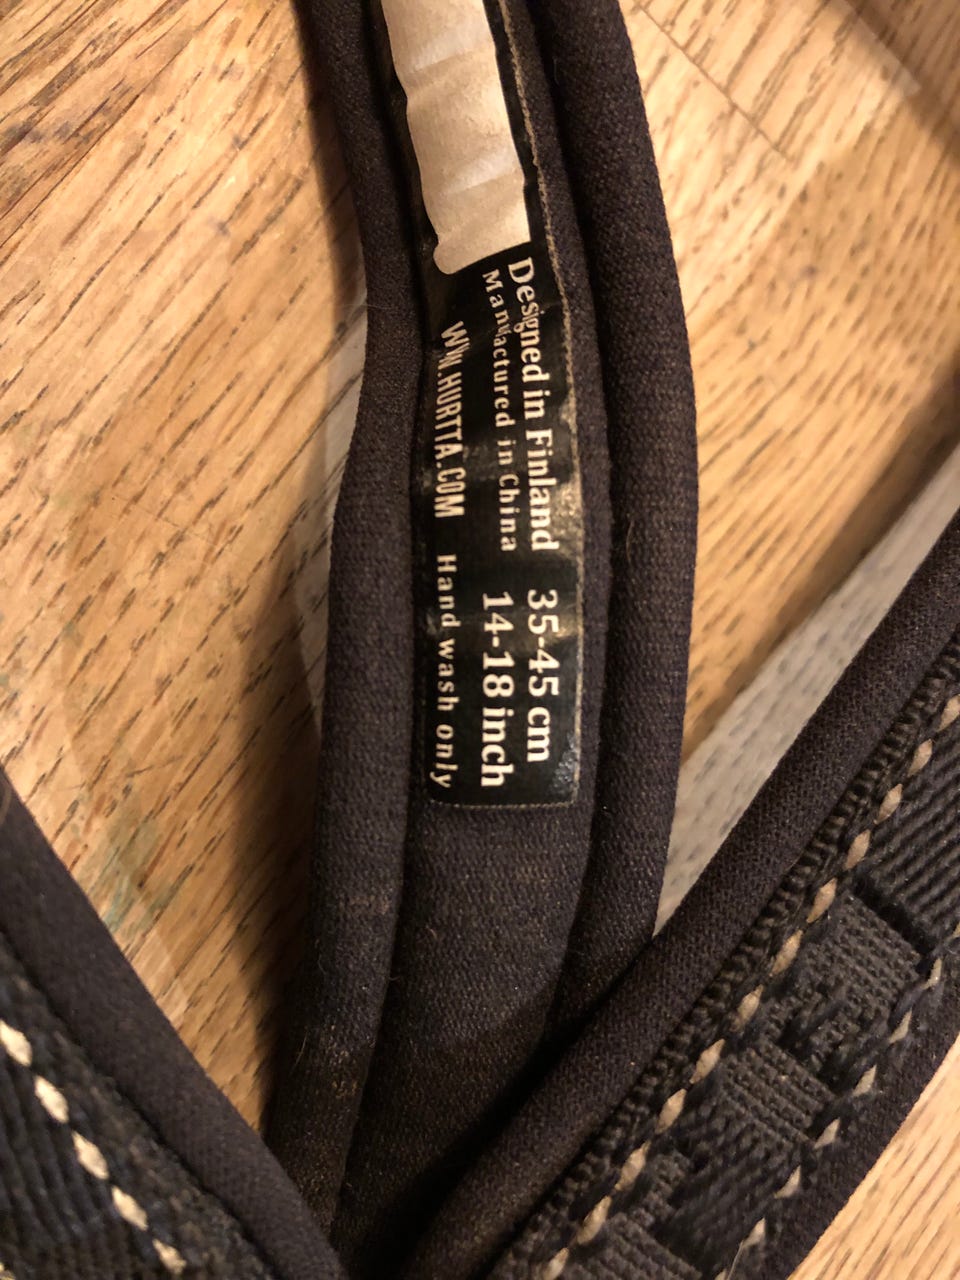 Designed in Finland
Manufactured in China
WWW.HURTTA.COM
35-45 cm
14-18 inch
Hand wash only